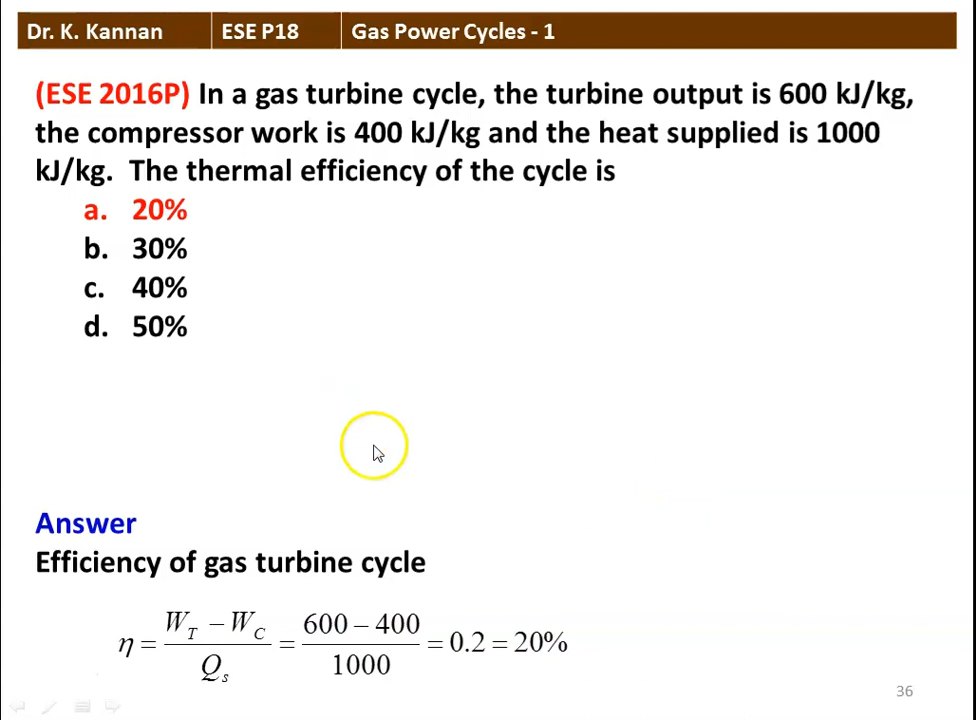 Dr. K. Kannan ESE P18 Gas Power Cycles - 1
(ESE 2016P) In a gas turbine cycle, the turbine output is 600 kJ/kg,
the compressor work is 400 kJ/kg and the heat supplied is 1000
kJ/kg. The thermal efficiency of the cycle is
a. 20%
b. 30%
c. 40%
d. 50%
Answer
Efficiency of gas turbine cycle
η = (W_T − W_C) / Q_s = (600 − 400) / 1000 = 0.2 = 20%
36